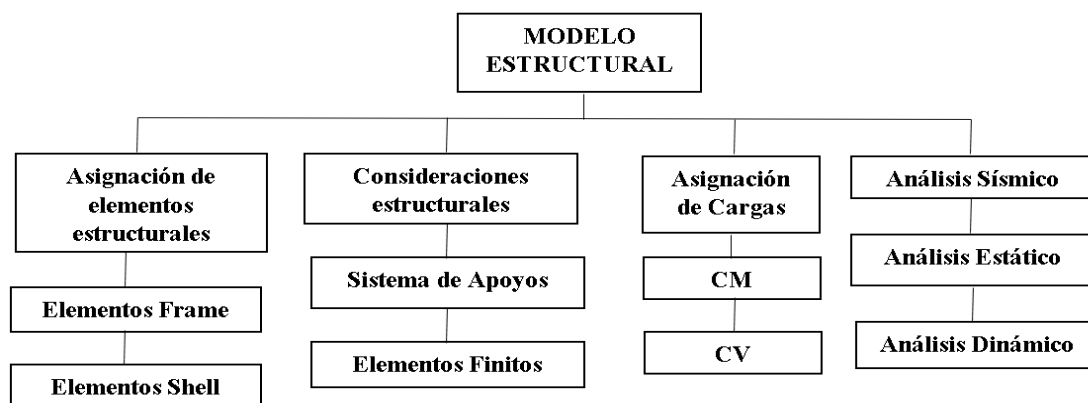 MODELO
ESTRUCTURAL
Asignación de
elementos
estructurales
Elementos Frame
Elementos Shell
Consideraciones
estructurales
Sistema de Apoyos
Elementos Finitos
Asignación
de Cargas
CM
CV
Análisis Sísmico
Análisis Estático
Análisis Dinámico